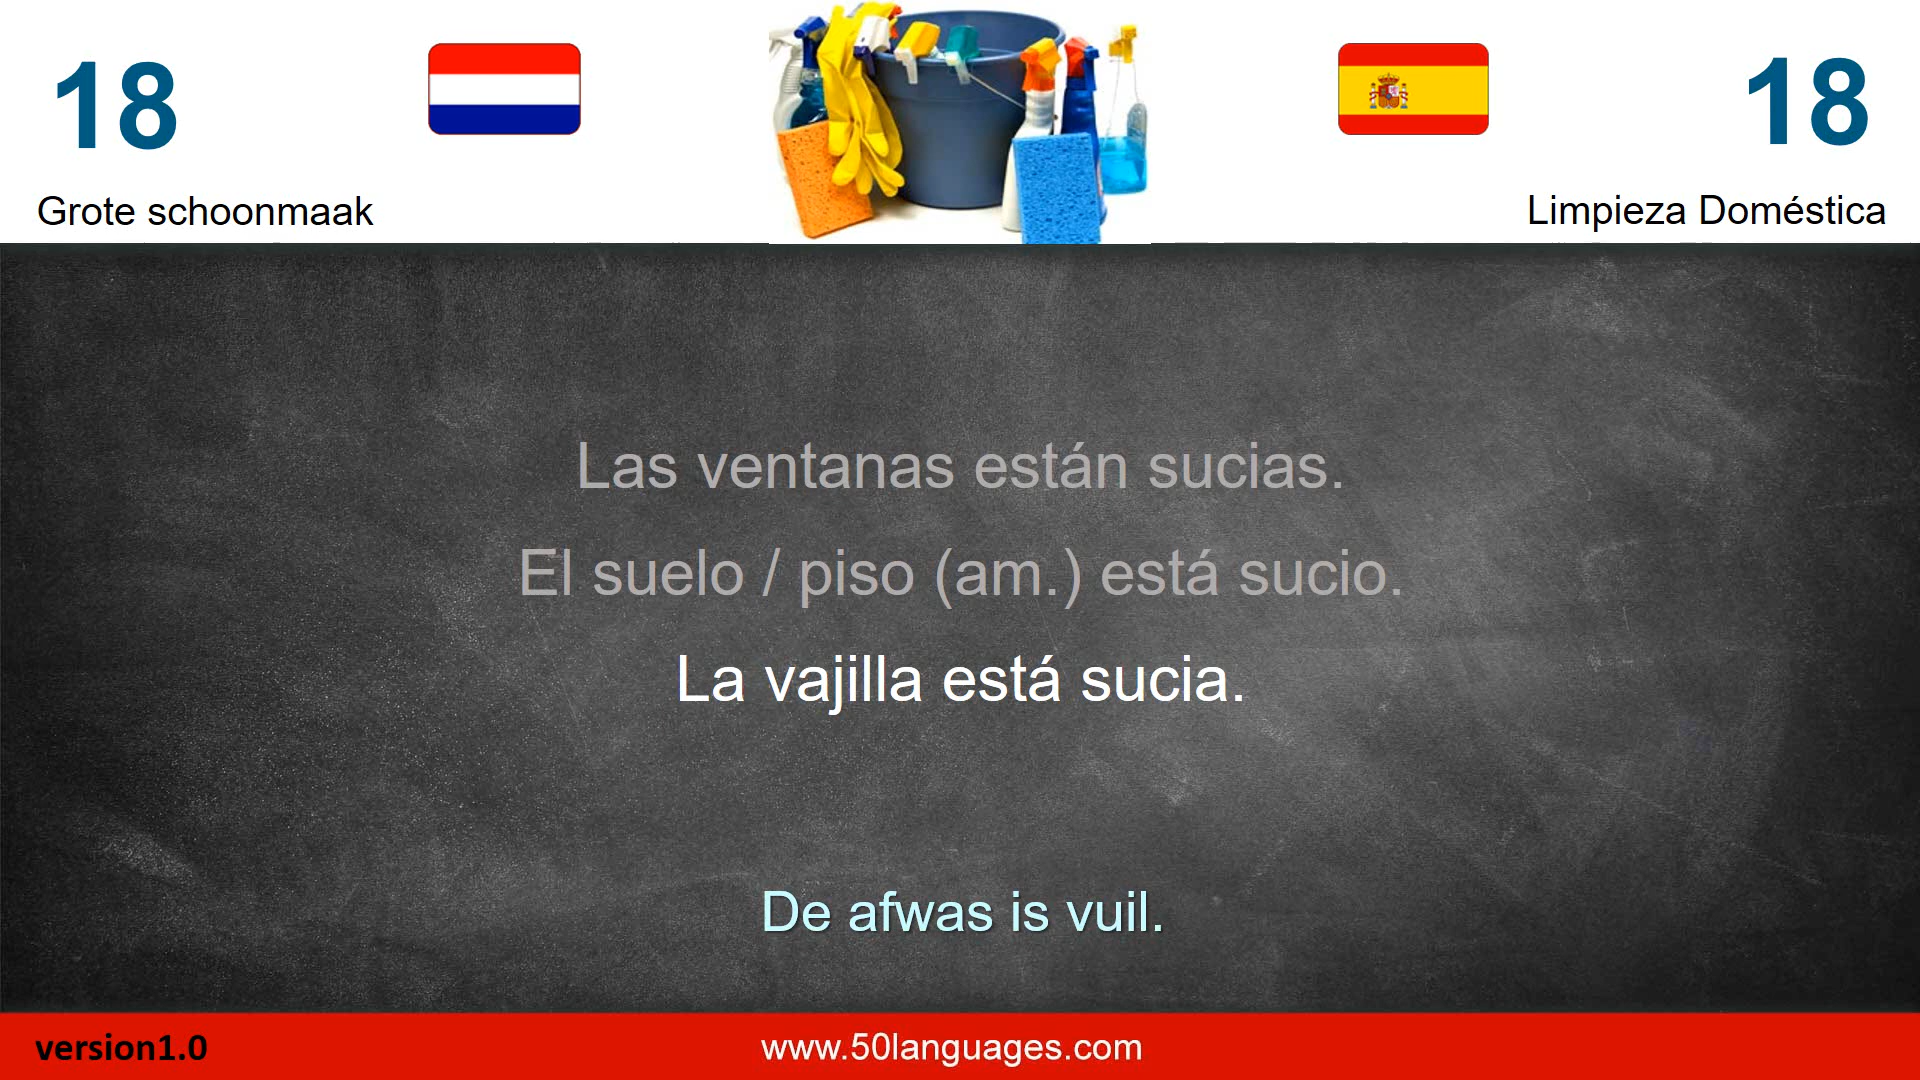 18
18
Grote schoonmaak
Limpieza Doméstica
Las ventanas están sucias.
El suelo / piso (am.) está sucio.
La vajilla está sucia.
De afwas is vuil.
version1.0
www.50languages.com